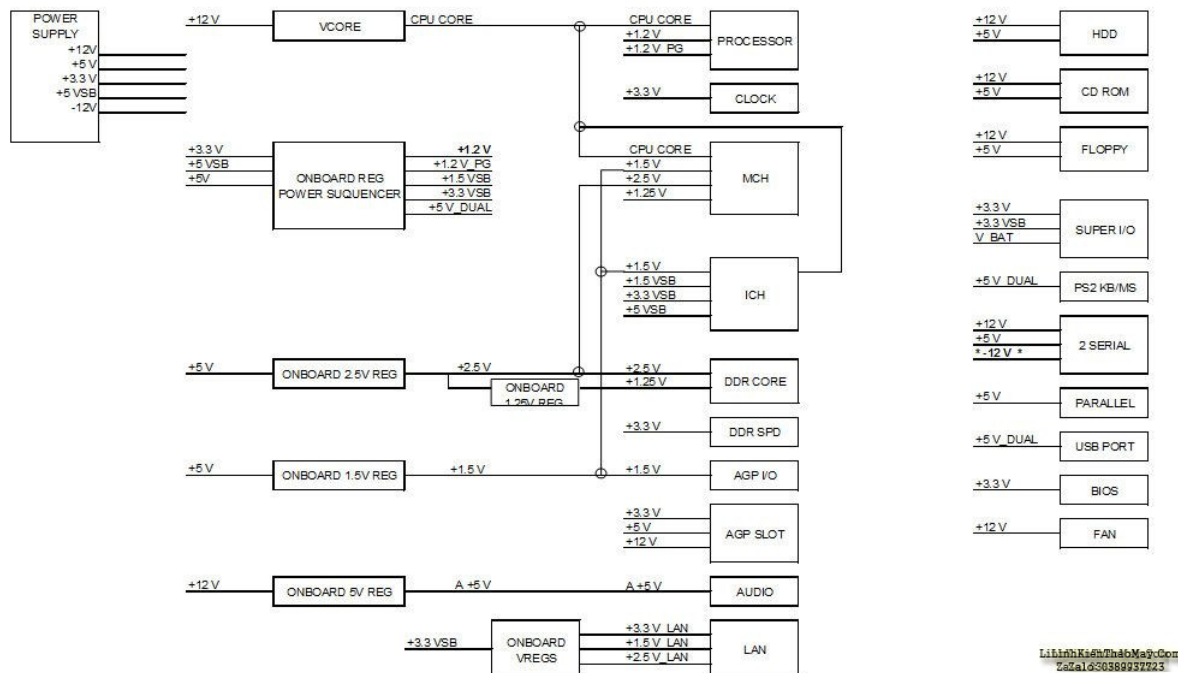 POWER
SUPPLY
+12V
+5 V
+3.3 V
+5 VSB
-12V
+12 V
VCORE
CPU CORE
CPU CORE
+1.2 V
+1.2 V_PG
PROCESSOR
+3.3 V
CLOCK
+3.3 V
+5 VSB
+5V
ONBOARD REG
POWER SUQUENCER
+1.2 V
+1.2 V_PG
+1.5 VSB
+3.3 VSB
+5 V_DUAL
CPU CORE
+1.5 V
+2.5 V
+1.25 V
MCH
+1.5 V
+1.5 VSB
+3.3 VSB
+5 VSB
ICH
+5 V
ONBOARD 2.5V REG
+2.5 V
ONBOARD
1.25V REG
+2.5 V
+1.25 V
DDR CORE
+3.3 V
DDR SPD
+5 V
ONBOARD 1.5V REG
+1.5 V
+1.5 V
AGP I/O
+3.3 V
+5 V
+12 V
AGP SLOT
+12 V
ONBOARD 5V REG
A +5 V
A +5 V
AUDIO
+3.3 VSB
ONBOARD
VREGS
+3.3 V_LAN
+1.5 V_LAN
+2.5 V_LAN
LAN
+12 V
+5 V
HDD
+12 V
+5 V
CD ROM
+12 V
+5 V
FLOPPY
+3.3 V
+3.3 VSB
V_BAT
SUPER I/O
+5 V_DUAL
PS2 KB/MS
+12 V
+5 V
* -12 V *
2 SERIAL
+5 V
PARALLEL
+5 V_DUAL
USB PORT
+3.3 V
BIOS
+12 V
FAN